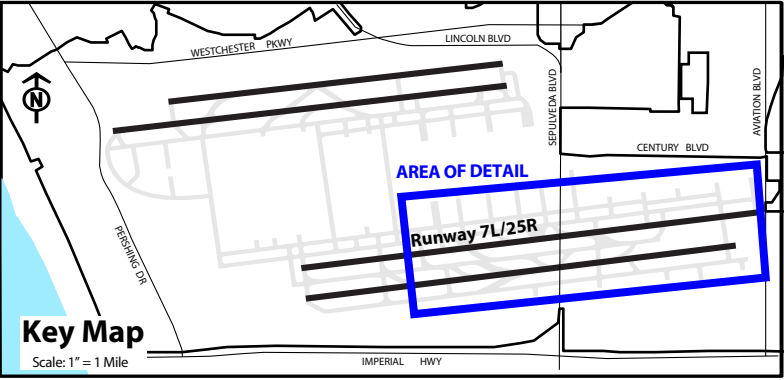 WESTCHESTER PKWY
LINCOLN BLVD
N
SEPULVEDA BLVD
AVIATION BLVD
CENTURY BLVD
AREA OF DETAIL
Runway 7L/25R
PERSHING DR
Key Map
Scale: 1" = 1 Mile
IMPERIAL HWY